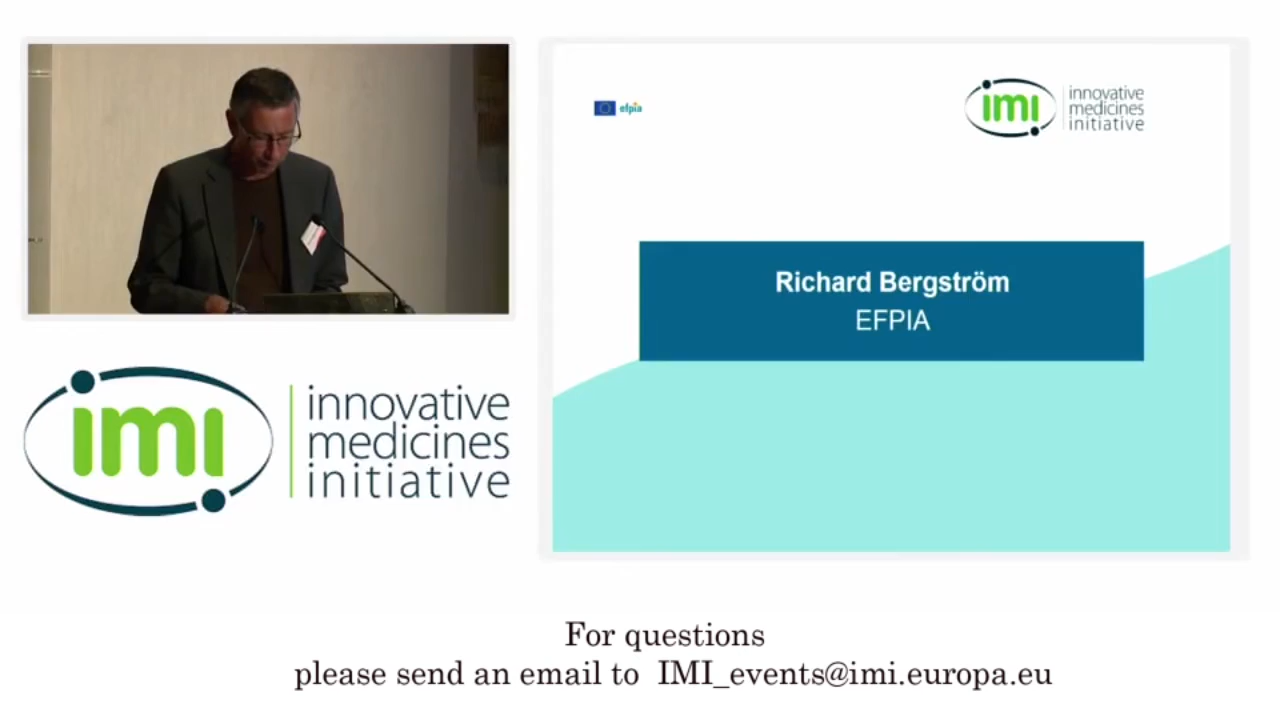 efpia
imi
innovative
medicines
initiative
Richard Bergström
EFPIA
imi
innovative
medicines
initiative
For questions
please send an email to IMI_events@imi.europa.eu